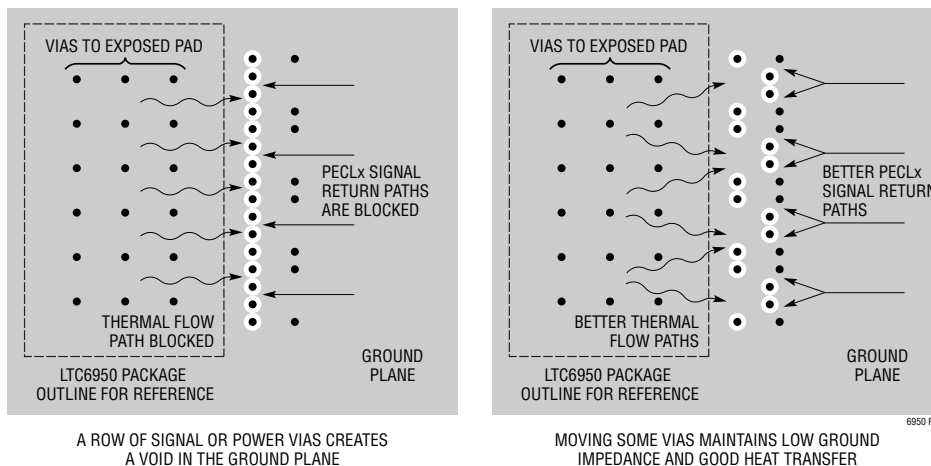 VIAS TO EXPOSED PAD
PECLx SIGNAL
RETURN PATHS
ARE BLOCKED
THERMAL FLOW
PATH BLOCKED
GROUND
PLANE
LTC6950 PACKAGE
OUTLINE FOR REFERENCE
A ROW OF SIGNAL OR POWER VIAS CREATES
A VOID IN THE GROUND PLANE
VIAS TO EXPOSED PAD
BETTER PECLx
SIGNAL RETURN
PATHS
BETTER THERMAL
FLOW PATHS
GROUND
PLANE
LTC6950 PACKAGE
OUTLINE FOR REFERENCE
6950 F
MOVING SOME VIAS MAINTAINS LOW GROUND
IMPEDANCE AND GOOD HEAT TRANSFER